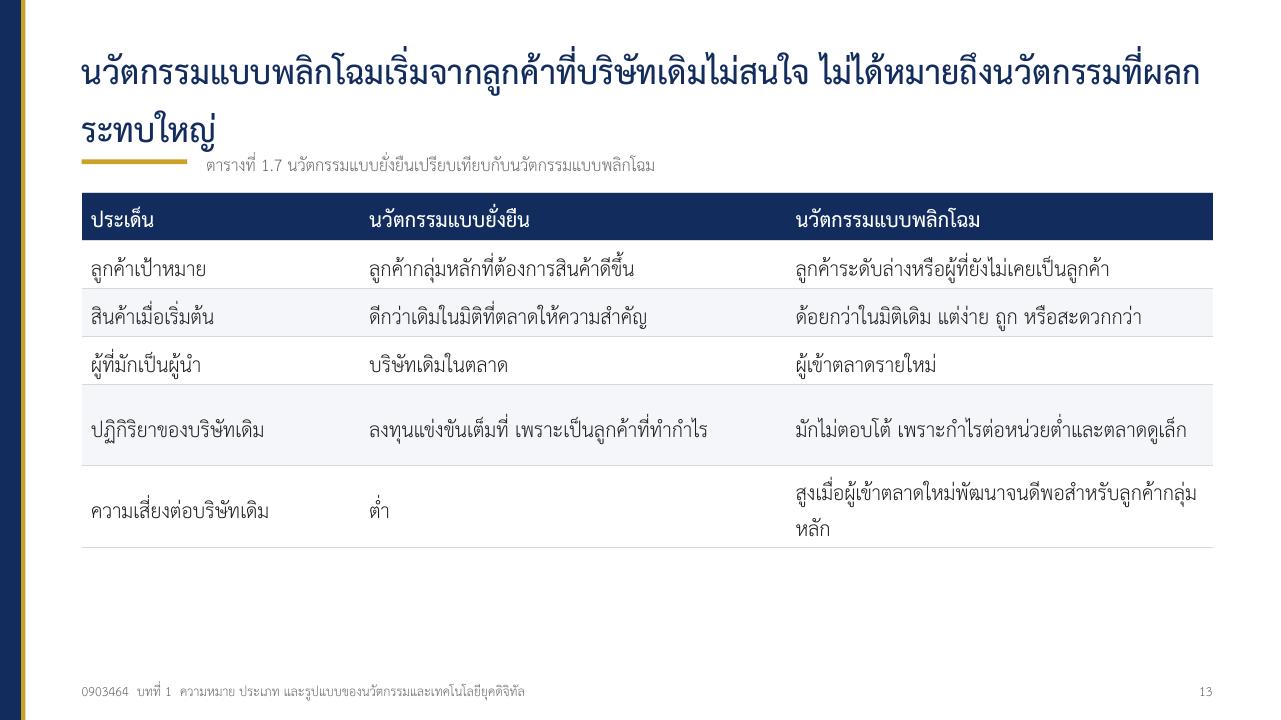 นวัตกรรมแบบพลิกโฉมเริ่มจากลูกค้าที่บริษัทเดิมไม่สนใจ ไม่ได้หมายถึงนวัตกรรมที่ผลก
ระทบใหญ่
ตารางที่ 1.7 นวัตกรรมแบบยั่งยืนเปรียบเทียบกับนวัตกรรมแบบพลิกโฉม
ประเด็น นวัตกรรมแบบยั่งยืน นวัตกรรมแบบพลิกโฉม
ลูกค้าเป้าหมาย ลูกค้ากลุ่มหลักที่ต้องการสินค้าดีขึ้น ลูกค้าระดับล่างหรือผู้ที่ยังไม่เคยเป็นลูกค้า
สินค้าเมื่อเริ่มต้น ดีกว่าเดิมในมิติที่ตลาดให้ความสำคัญ ด้อยกว่าในมิติเดิม แต่ง่าย ถูก หรือสะดวกกว่า
ผู้ที่มักเป็นผู้นำ บริษัทเดิมในตลาด ผู้เข้าตลาดรายใหม่
ปฏิกิริยาของบริษัทเดิม ลงทุนแข่งขันเต็มที่ เพราะเป็นลูกค้าที่ทำกำไร มักไม่ตอบโต้ เพราะกำไรต่อหน่วยต่ำและตลาดดูเล็ก
ความเสี่ยงต่อบริษัทเดิม ต่ำ สูงเมื่อผู้เข้าตลาดใหม่พัฒนาจนดีพอสำหรับลูกค้ากลุ่ม
หลัก
0903464 บทที่ 1 ความหมาย ประเภท และรูปแบบของนวัตกรรมและเทคโนโลยียุคดิจิทัล 13